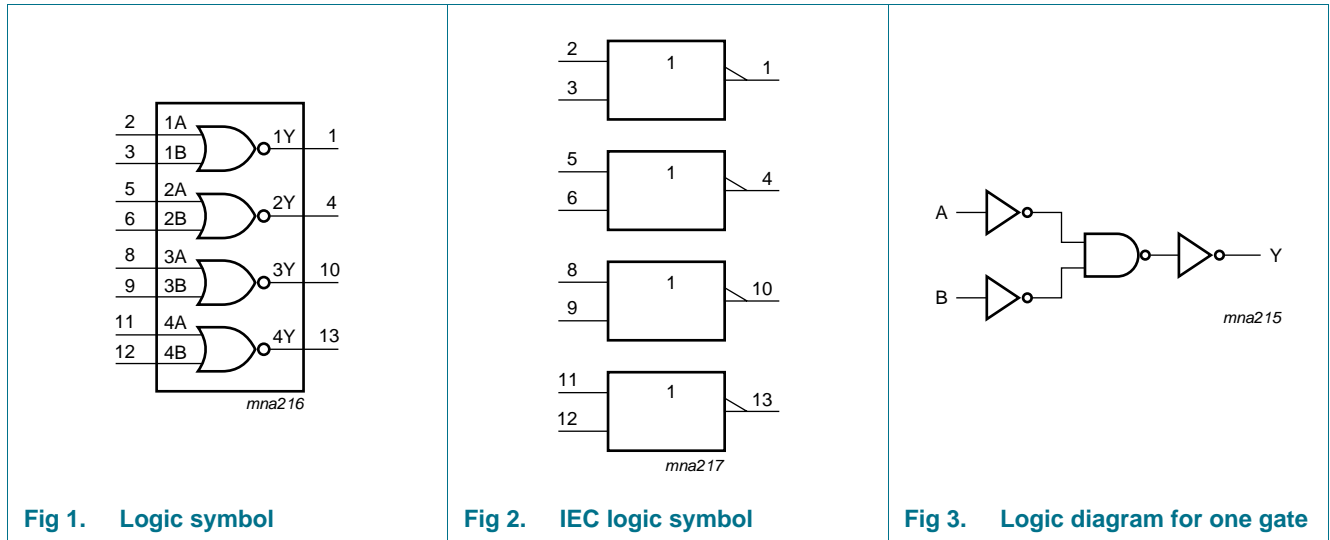 2 1A 1Y 1
3 1B
5 2A 2Y 4
6 2B
8 3A 3Y 10
9 3B
11 4A 4Y 13
12 4B
mna216
Fig 1. Logic symbol
2 1 1
3
5 1 4
6
8 1 10
9
11 1 13
12
mna217
Fig 2. IEC logic symbol
A
Y
B
mna215
Fig 3. Logic diagram for one gate